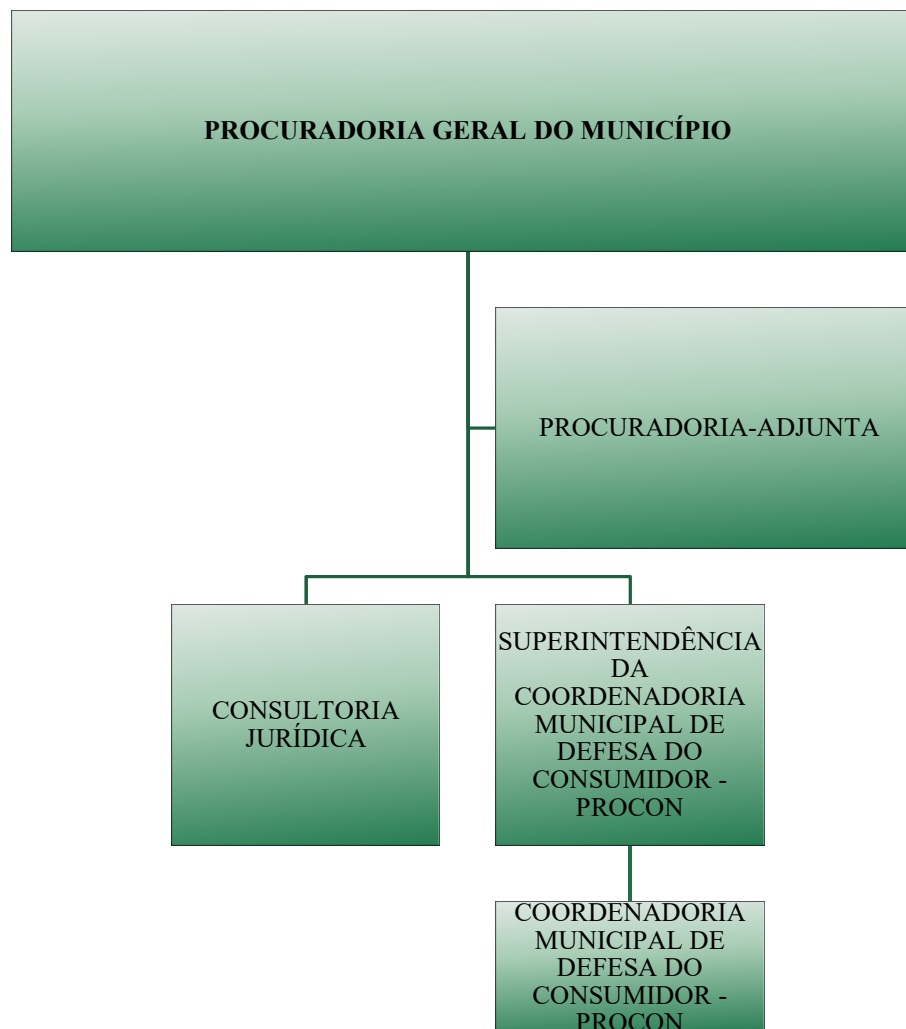 PROCURADORIA GERAL DO MUNICÍPIO
PROCURADORIA-ADJUNTA
CONSULTORIA
JURÍDICA
SUPERINTENDÊNCIA
DA
COORDENADORIA
MUNICIPAL DE
DEFESA DO
CONSUMIDOR -
PROCON
COORDENADORIA
MUNICIPAL DE
DEFESA DO
CONSUMIDOR -
PROCON